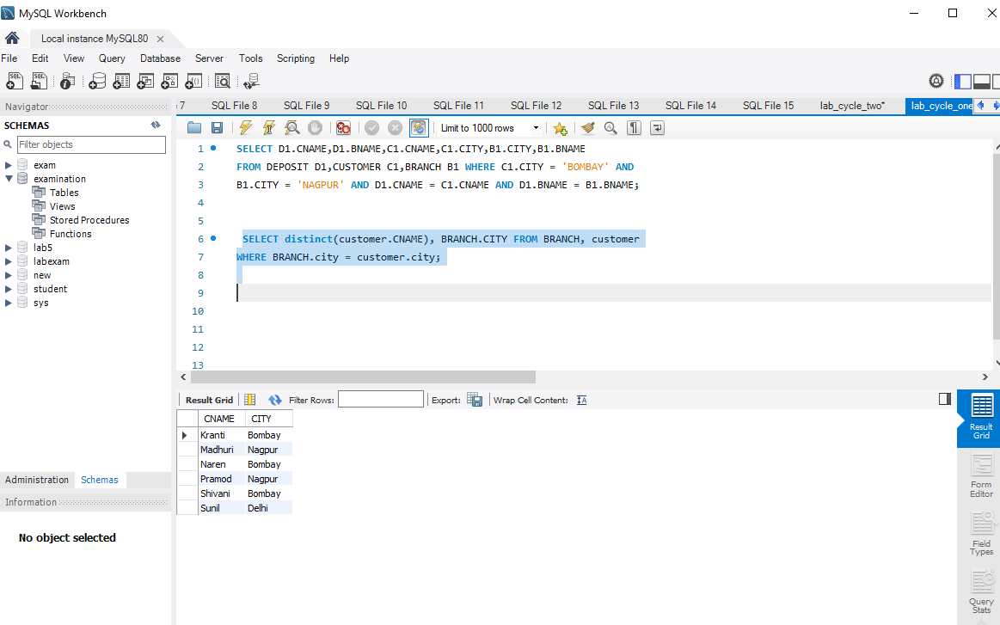 MySQL Workbench
Local instance MySQL80
File Edit View Query Database Server Tools Scripting Help
Navigator
SCHEMAS
Filter objects
exam
examination
Tables
Views
Stored Procedures
Functions
lab5
labexam
new
student
sys
Administration Schemas
Information
No object selected
7 SQL File 8 SQL File 9 SQL File 10 SQL File 11 SQL File 12 SQL File 13 SQL File 14 SQL File 15 lab_cycle_two* lab_cycle_one
Limit to 1000 rows
1 SELECT D1.CNAME,D1.BNAME,C1.CNAME,C1.CITY,B1.CITY,B1.BNAME
2 FROM DEPOSIT D1,CUSTOMER C1,BRANCH B1 WHERE C1.CITY = 'BOMBAY' AND
3 B1.CITY = 'NAGPUR' AND D1.CNAME = C1.CNAME AND D1.BNAME = B1.BNAME;
4
5
6 SELECT distinct(customer.CNAME), BRANCH.CITY FROM BRANCH, customer
7 WHERE BRANCH.city = customer.city;
8
9
10
11
12
13
Result Grid Filter Rows: Export: Wrap Cell Content:
CNAME CITY
Kranti Bombay
Madhuri Nagpur
Naren Bombay
Pramod Nagpur
Shivani Bombay
Sunil Delhi
Result
Grid
Form
Editor
Field
Types
Query
Stats